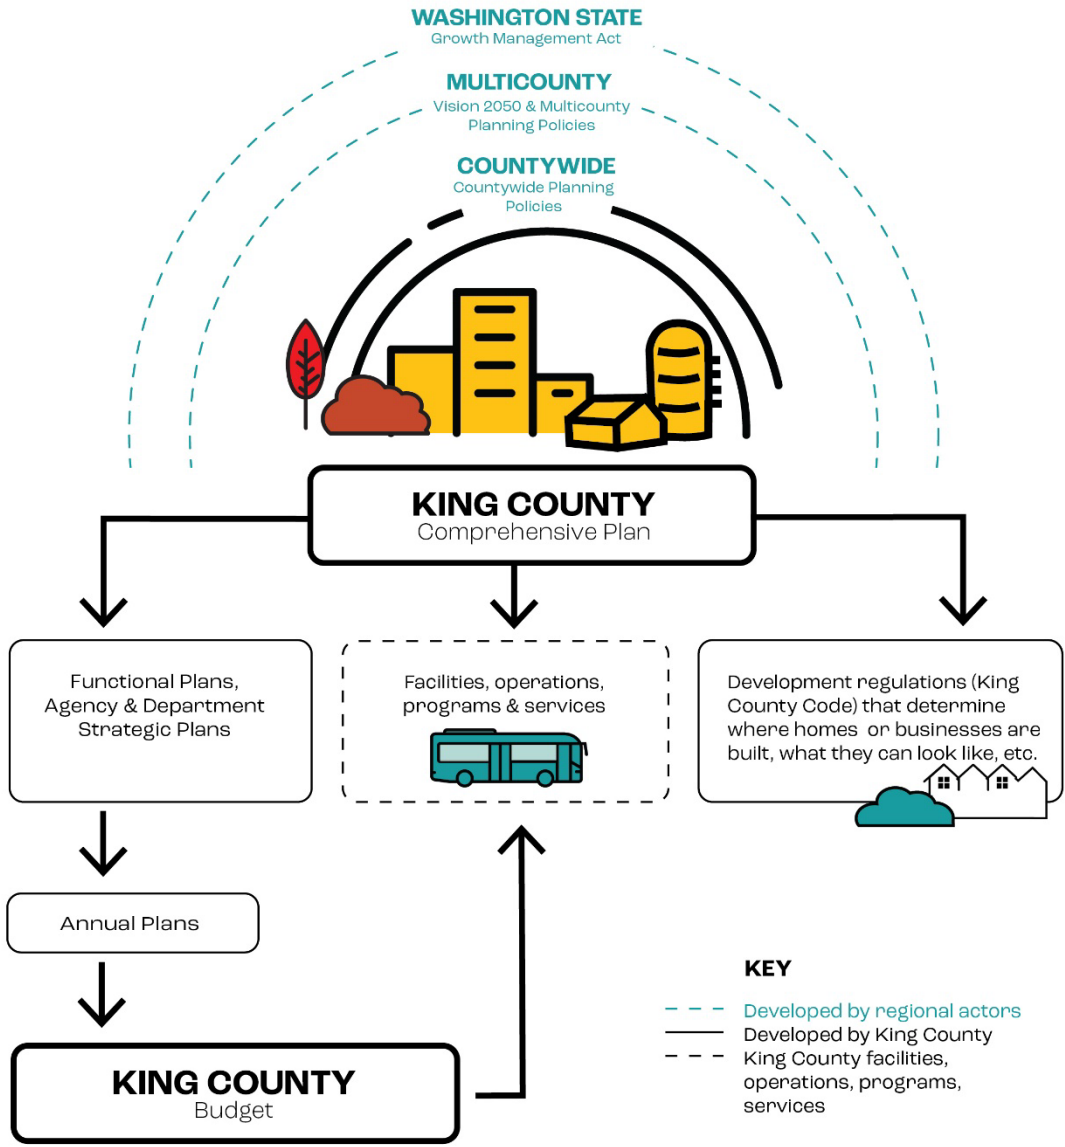 WASHINGTON STATE
Growth Management Act
MULTICOUNTY
Vision 2050 & Multicounty
Planning Policies
COUNTYWIDE
Countywide Planning
Policies
KING COUNTY
Comprehensive Plan
Functional Plans,
Agency & Department
Strategic Plans
Facilities, operations,
programs & services
Development regulations (King
County Code) that determine
where homes or businesses are
built, what they can look like, etc.
Annual Plans
KING COUNTY
Budget
KEY
Developed by regional actors
Developed by King County
King County facilities,
operations, programs,
services